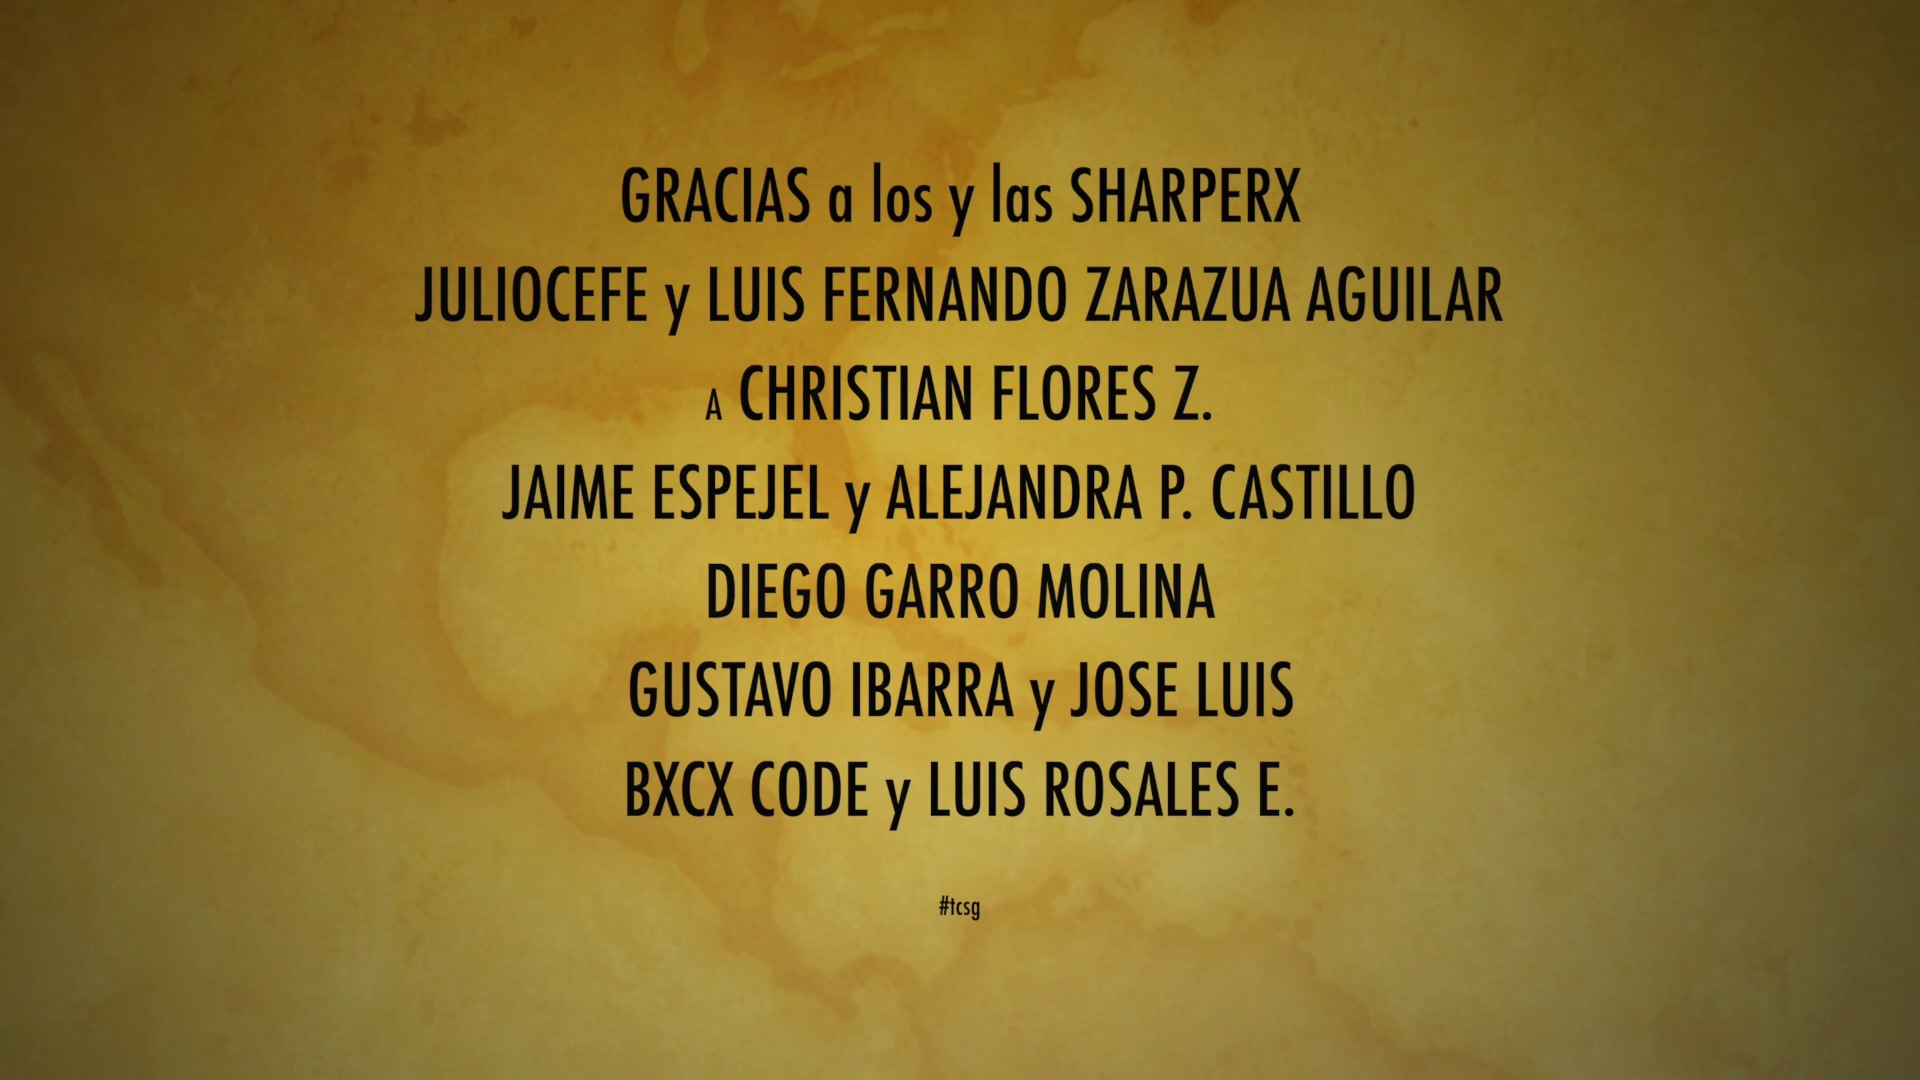 GRACIAS a los y las SHARPERX
JULIOCEFE y LUIS FERNANDO ZARAZUA AGUILAR
A CHRISTIAN FLORES Z.
JAIME ESPEJEL y ALEJANDRA P. CASTILLO
DIEGO GARRO MOLINA
GUSTAVO IBARRA y JOSE LUIS
BXCX CODE y LUIS ROSALES E.
#tcsg